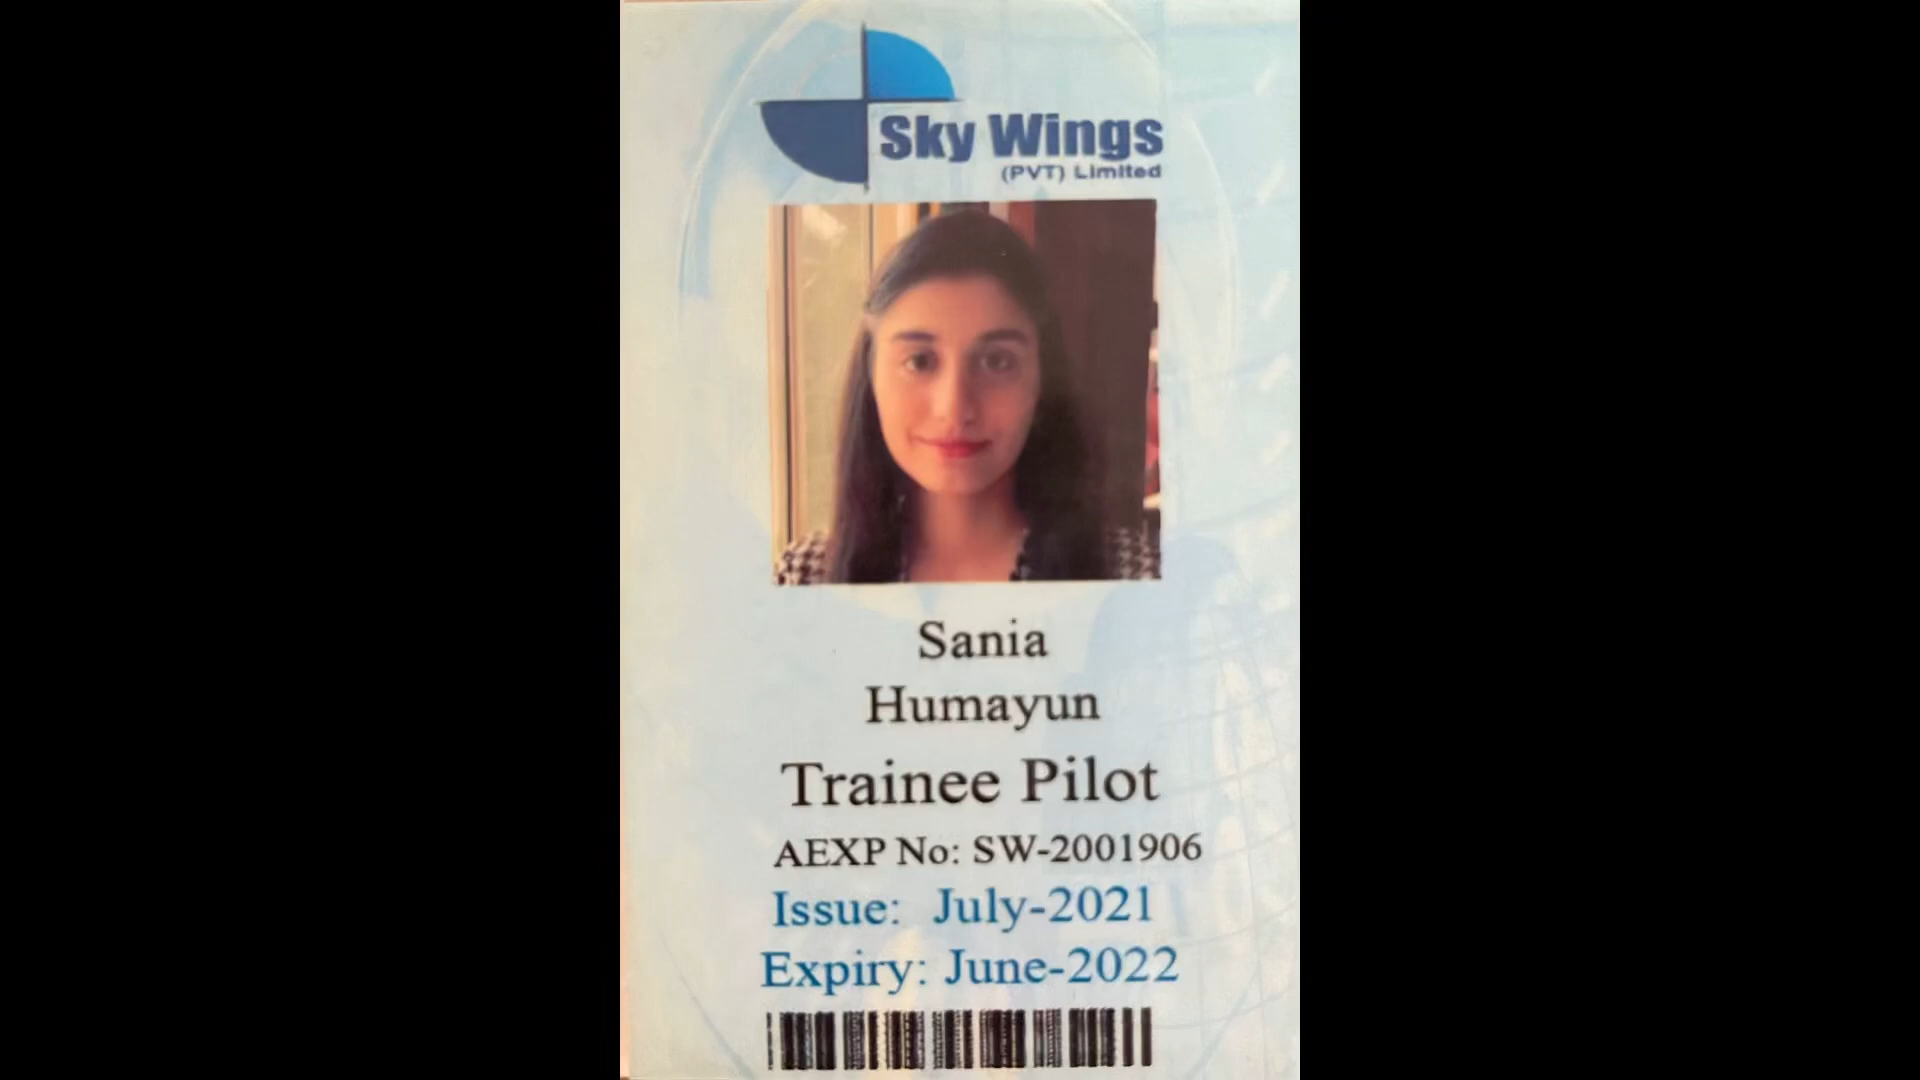 Sky Wings
(PVT) Limited
Sania
Humayun
Trainee Pilot
AEXP No: SW-2001906
Issue: July-2021
Expiry: June-2022